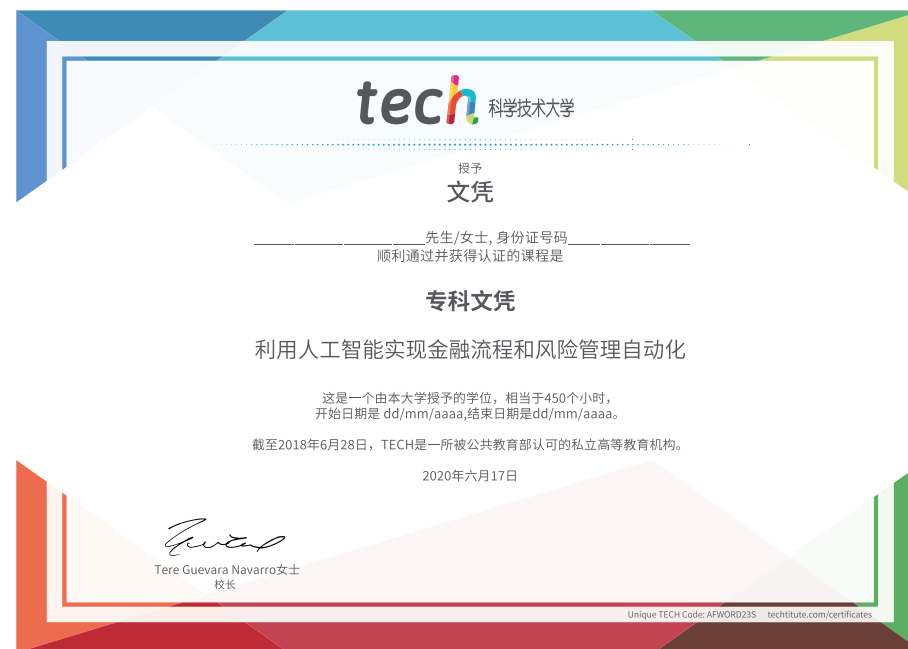 tech 科学技术大学
授予
文凭
____________________先生/女士, 身份证号码______________
顺利通过并获得认证的课程是
专科文凭
利用人工智能实现金融流程和风险管理自动化
这是一个由本大学授予的学位，相当于450个小时，
开始日期是 dd/mm/aaaa,结束日期是dd/mm/aaaa。
截至2018年6月28日，TECH是一所被公共教育部认可的私立高等教育机构。
2020年六月17日
Tere Guevara Navarro女士
校长
Unique TECH Code: AFWORD23S techtitute.com/certificates